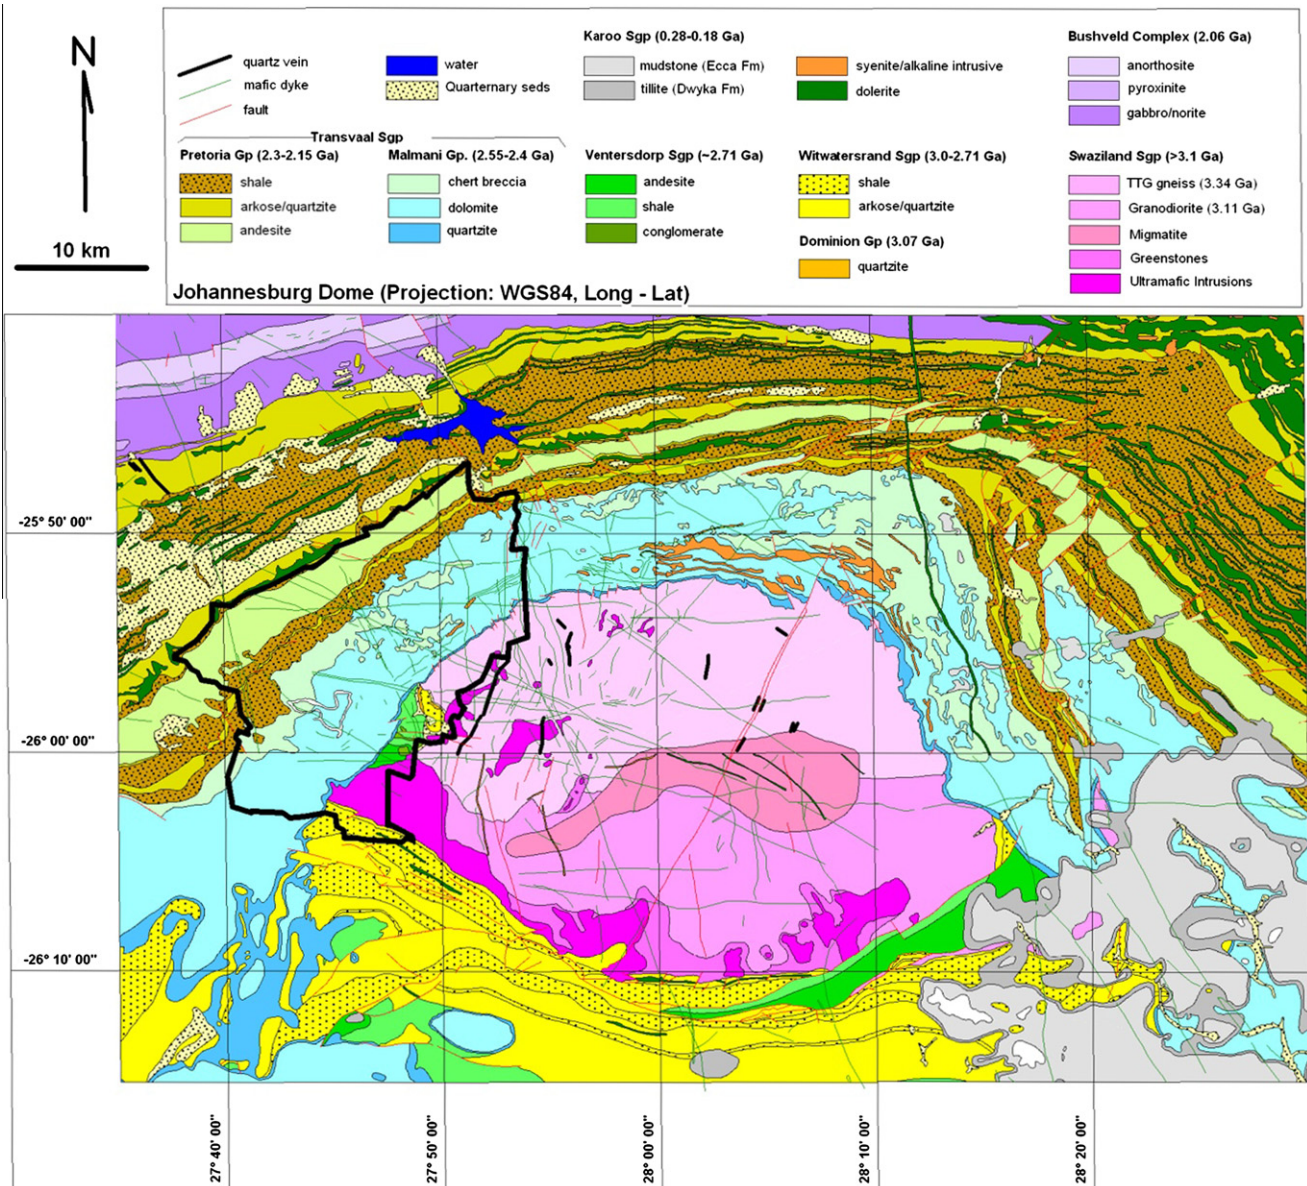 N
10 km
quartz vein
mafic dyke
fault
water
Quarternary seds
Karoo Sgp (0.28-0.18 Ga)
mudstone (Ecca Fm)
tillite (Dwyka Fm)
syenite/alkaline intrusive
dolerite
Bushveld Complex (2.06 Ga)
anorthosite
pyroxinite
gabbro/norite
Transvaal Sgp
Pretoria Gp (2.3-2.15 Ga)
shale
arkose/quartzite
andesite
Malmani Gp. (2.55-2.4 Ga)
chert breccia
dolomite
quartzite
Ventersdorp Sgp (~2.71 Ga)
andesite
shale
conglomerate
Witwatersrand Sgp (3.0-2.71 Ga)
shale
arkose/quartzite
Dominion Gp (3.07 Ga)
quartzite
Swaziland Sgp (>3.1 Ga)
TTG gneiss (3.34 Ga)
Granodiorite (3.11 Ga)
Migmatite
Greenstones
Ultramafic Intrusions
Johannesburg Dome (Projection: WGS84, Long - Lat)
-25° 50' 00"
-26° 00' 00"
-26° 10' 00"
27° 40' 00"
27° 50' 00"
28° 00' 00"
28° 10' 00"
28° 20' 00"